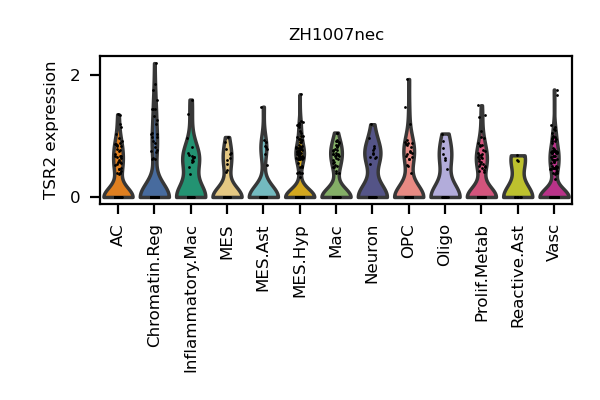 ZH1007nec
TSR2 expression
2
0
AC
Chromatin.Reg
Inflammatory.Mac
MES
MES.Ast
MES.Hyp
Mac
Neuron
OPC
Oligo
Prolif.Metab
Reactive.Ast
Vasc